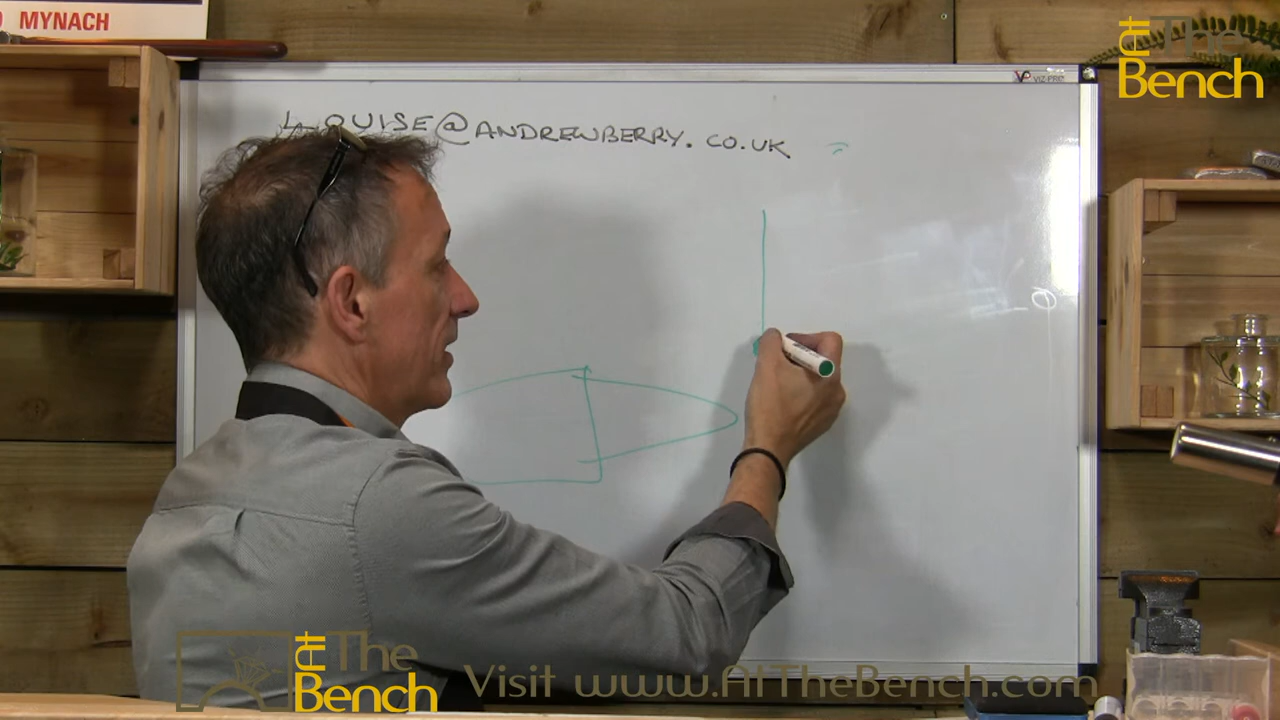 MYNACH
At The
Bench
VIZ-PRO
LOUISE@ANDREWBERRY.CO.UK
At The
Bench
Visit www.AtTheBench.com